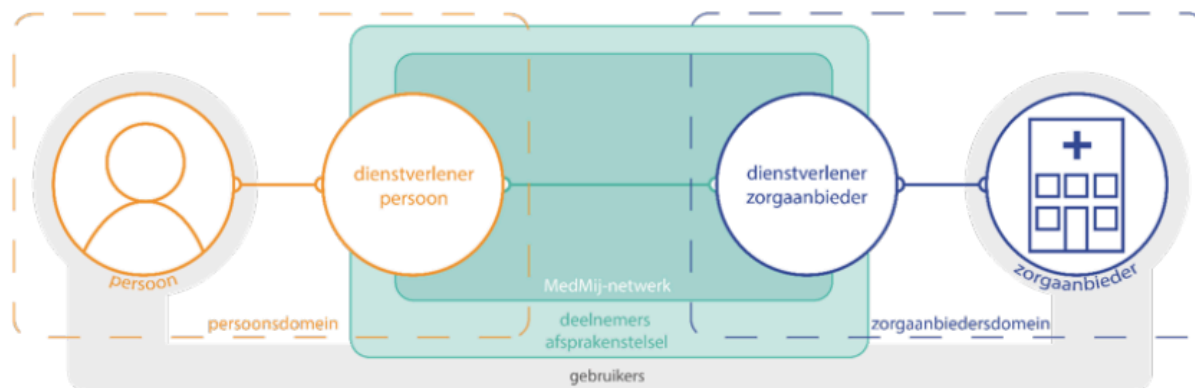 dienstverlener
persoon
dienstverlener
zorgaanbieder
persoon
zorgaanbieder
MedMij-netwerk
persoonsdomein
deelnemers
afsprakenstelsel
zorgaanbiedersdomein
gebruikers